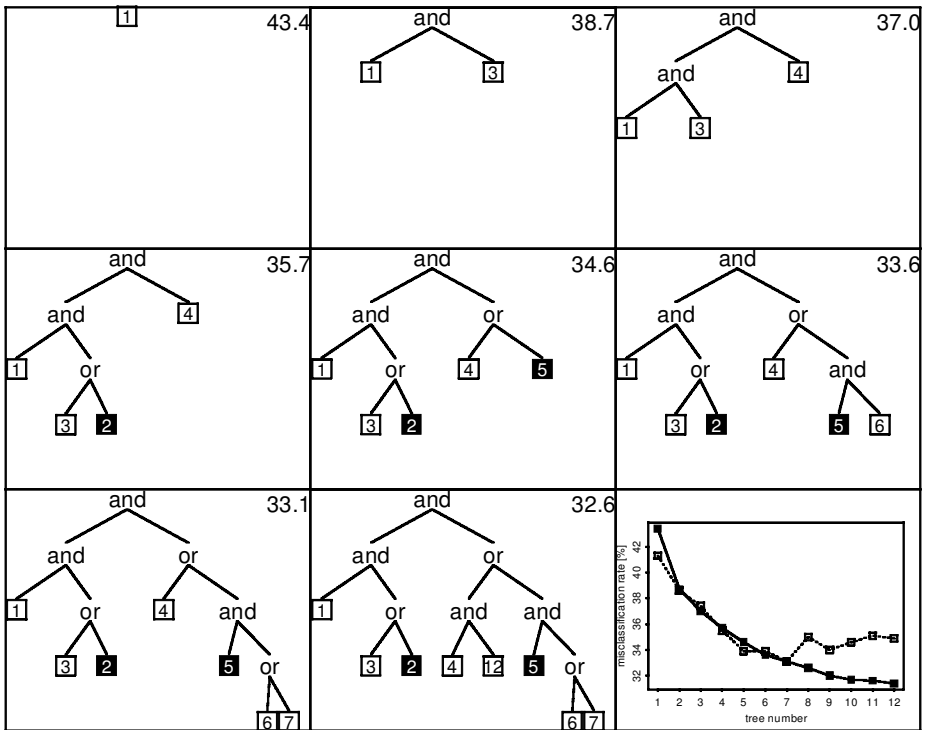 1 43.4
and 38.7
1 3
and 37.0
and 4
1 3
and 35.7
and 4
1 or
3 2
and 34.6
and or
1 or 4 5
3 2
and 33.6
and or
1 or 4 and
3 2 5 6
and 33.1
and or
1 or 4 and
3 2 5 or
6 7
and 32.6
and or
1 or and and
3 2 4 12 5 or
6 7
misclassification rate [%]
42
40
38
36
34
32
1 2 3 4 5 6 7 8 9 10 11 12
tree number